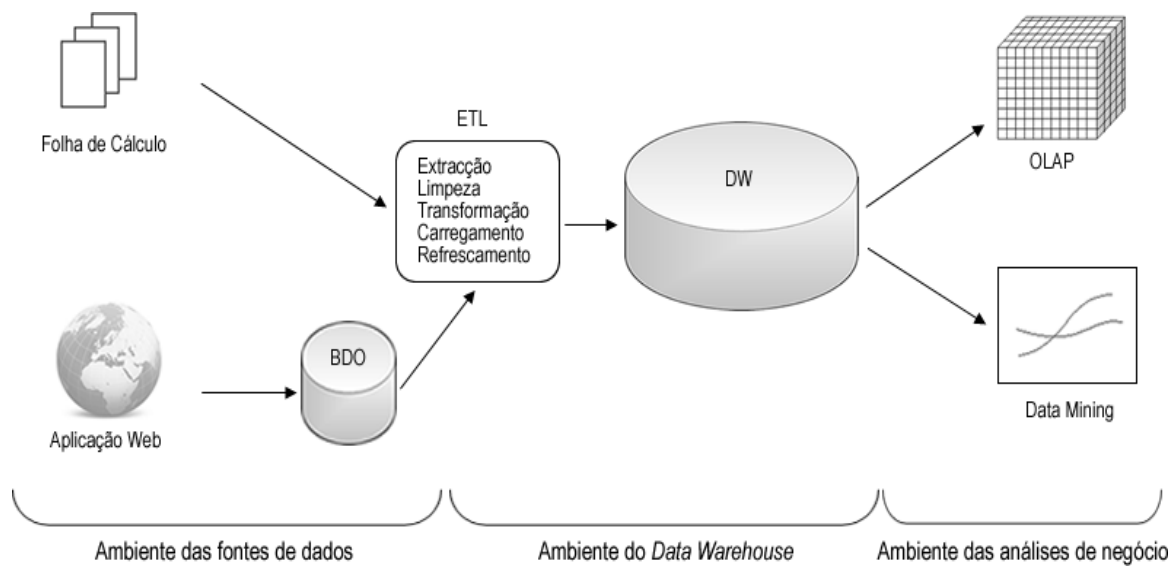 Folha de Cálculo
ETL
Extracção
Limpeza
Transformação
Carregamento
Refrescamento
DW
OLAP
Aplicação Web
BDO
Data Mining
Ambiente das fontes de dados
Ambiente do Data Warehouse
Ambiente das análises de negócio